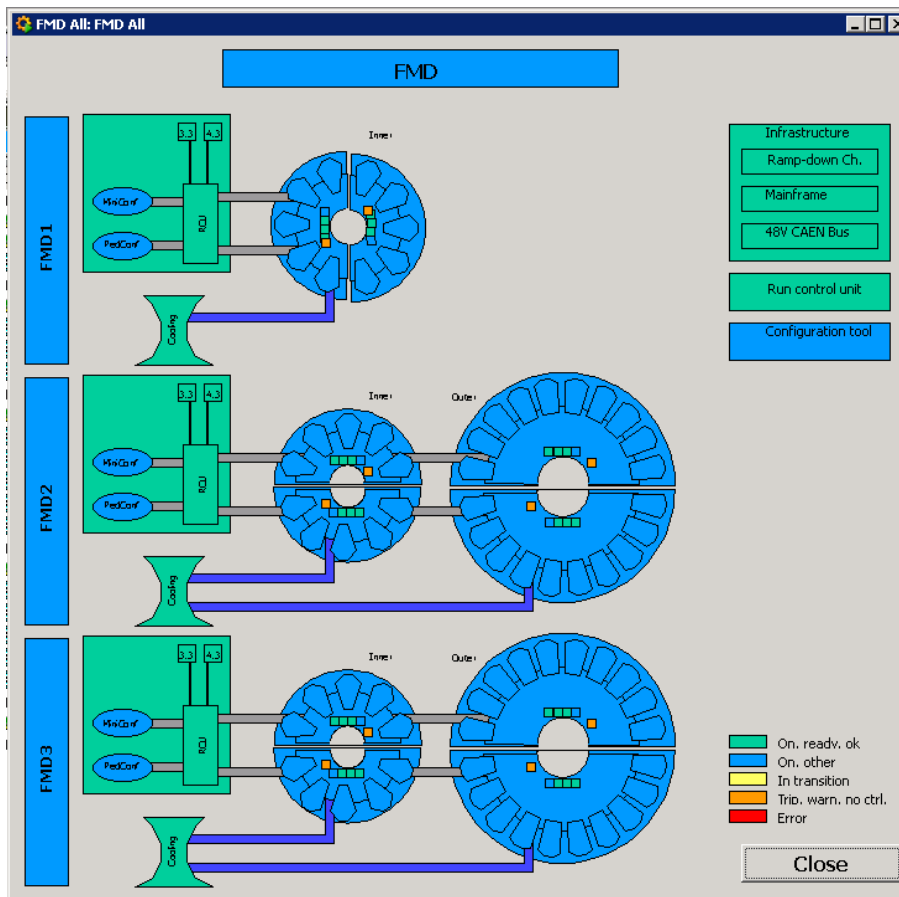 FMD All: FMD All
FMD
FMD1
3.3
4.3
MiniConf
PedConf
RCU
Cooling
Inner
Infrastructure
Ramp-down Ch.
Mainframe
48V CAEN Bus
Run control unit
Configuration tool
FMD2
3.3
4.3
MiniConf
PedConf
RCU
Cooling
Inner
Outer
FMD3
3.3
4.3
MiniConf
PedConf
RCU
Cooling
Inner
Outer
On, ready, ok
On, other
In transition
Trip, warn, no ctrl.
Error
Close